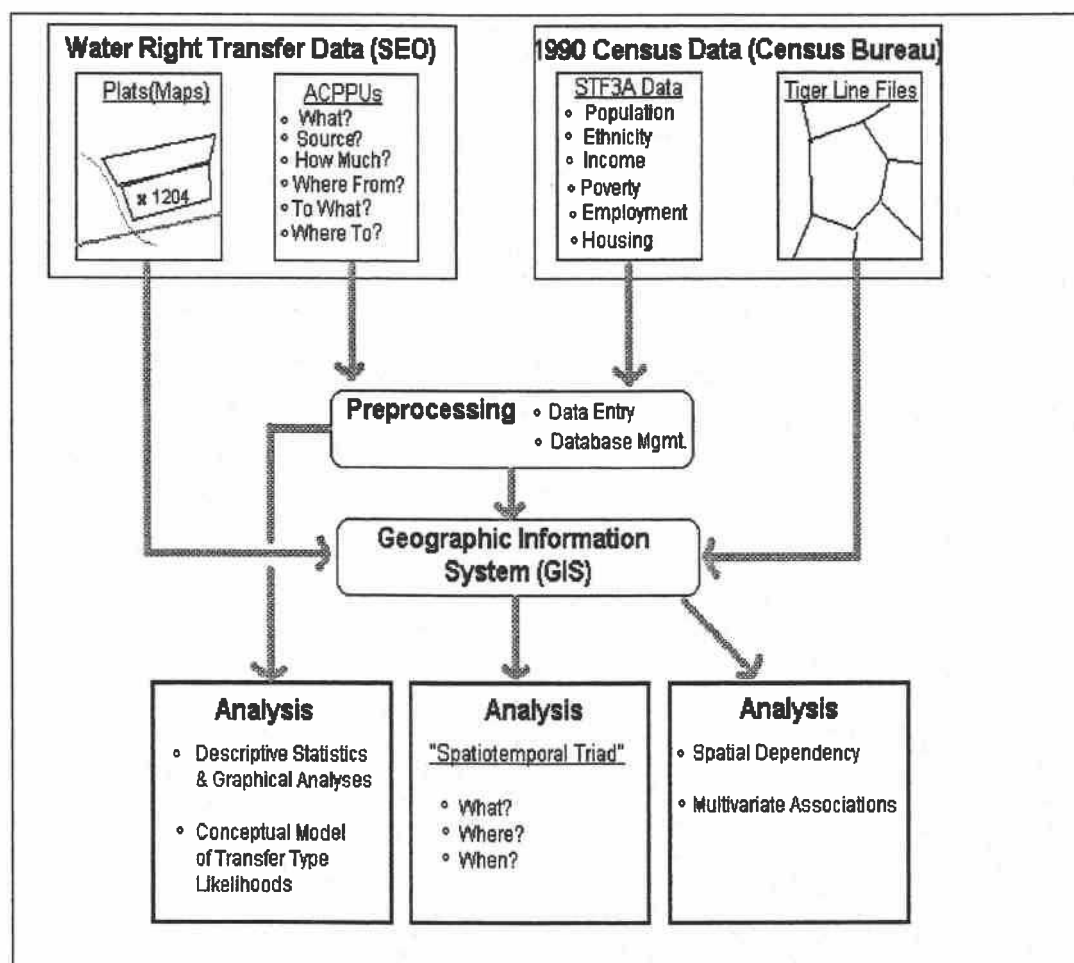 Water Right Transfer Data (SEO)
Plats(Maps)
x 1204
ACPPUs
What?
Source?
How Much?
Where From?
To What?
Where To?
1990 Census Data (Census Bureau)
STF3A Data
Population
Ethnicity
Income
Poverty
Employment
Housing
Tiger Line Files
Preprocessing
Data Entry
Database Mgmt.
Geographic Information
System (GIS)
Analysis
Descriptive Statistics
& Graphical Analyses
Conceptual Model
of Transfer Type
Likelihoods
Analysis
"Spatiotemporal Triad"
What?
Where?
When?
Analysis
Spatial Dependency
Multivariate Associations